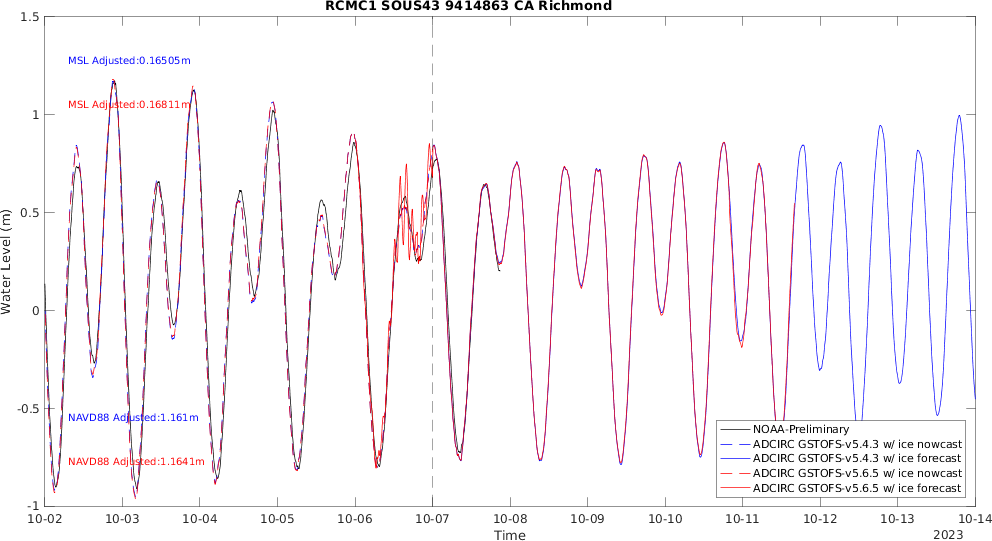 RCMC1 SOUS43 9414863 CA Richmond
1.5
1
0.5
0
-0.5
-1
Water Level (m)
MSL Adjusted:0.16505m
MSL Adjusted:0.16811m
NAVD88 Adjusted:1.161m
NAVD88 Adjusted:1.1641m
NOAA-Preliminary
ADCIRC GSTOFS-v5.4.3 w/ ice nowcast
ADCIRC GSTOFS-v5.4.3 w/ ice forecast
ADCIRC GSTOFS-v5.6.5 w/ ice nowcast
ADCIRC GSTOFS-v5.6.5 w/ ice forecast
10-02 10-03 10-04 10-05 10-06 10-07 10-08 10-09 10-10 10-11 10-12 10-13 10-14
Time
2023